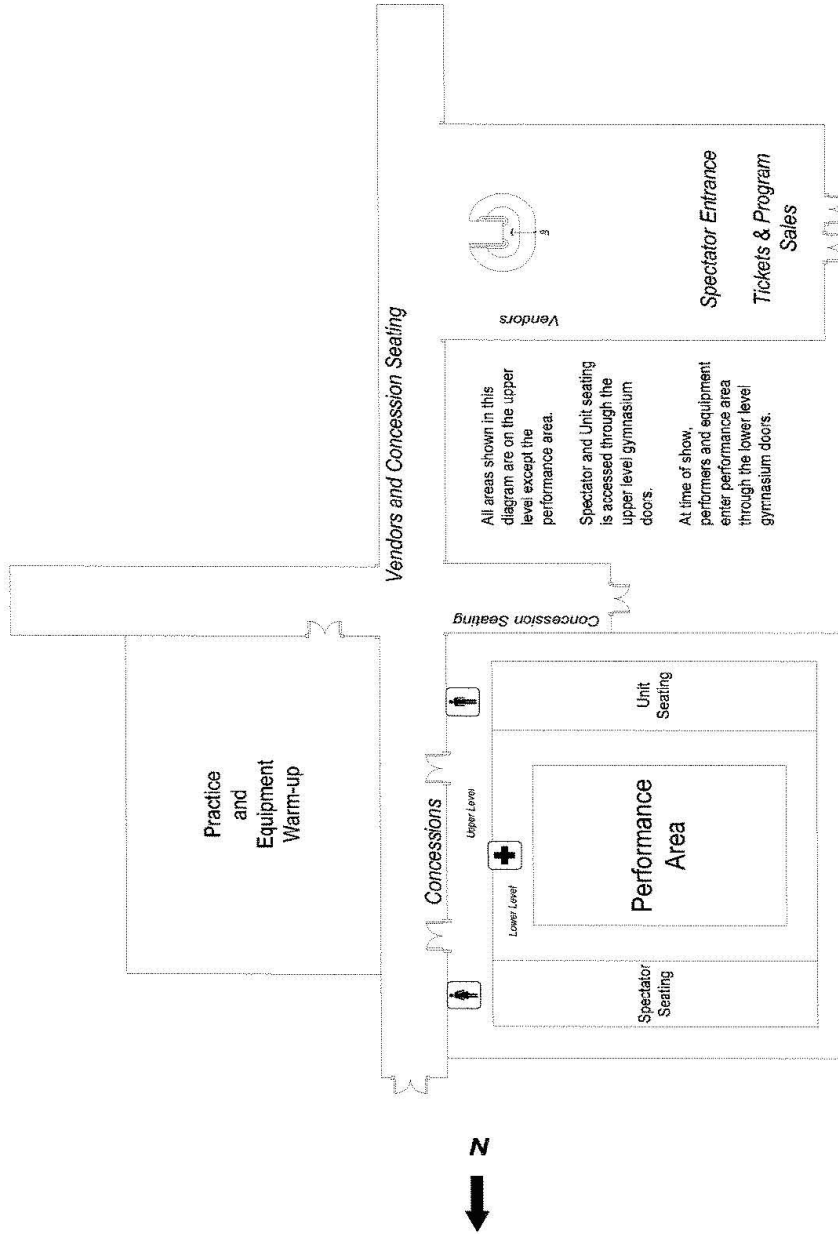 Vendors and Concession Seating
Practice
and
Equipment
Warm-up
Concessions
Concession Seating
Vendors
Upper Level
Lower Level
All areas shown in this
diagram are on the upper
level except the
performance area.
Spectator and Unit seating
is accessed through the
upper level gymnasium
doors.
At time of show,
performers and equipment
enter performance area
through the lower level
gymnasium doors.
Spectator Entrance
Tickets & Program
Sales
Unit
Seating
Performance
Area
Spectator
Seating
N